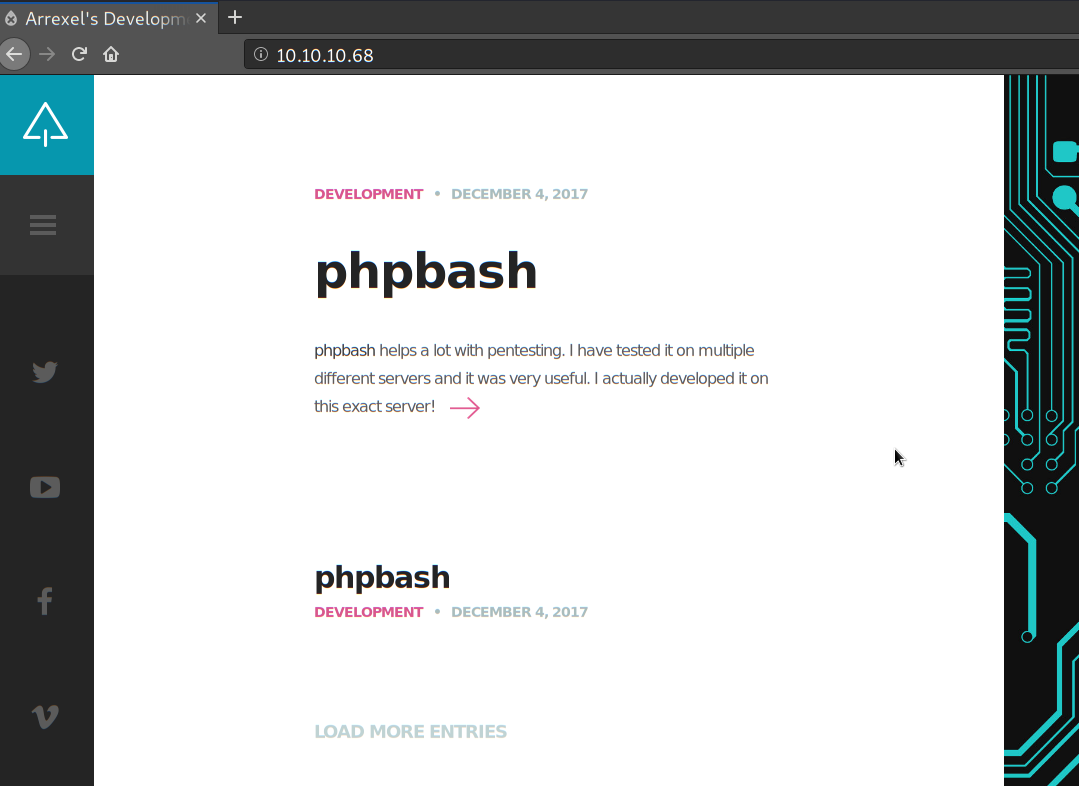 Arrexel's Developm
10.10.10.68
DEVELOPMENT • DECEMBER 4, 2017
phpbash
phpbash helps a lot with pentesting. I have tested it on multiple
different servers and it was very useful. I actually developed it on
this exact server!
phpbash
DEVELOPMENT • DECEMBER 4, 2017
LOAD MORE ENTRIES